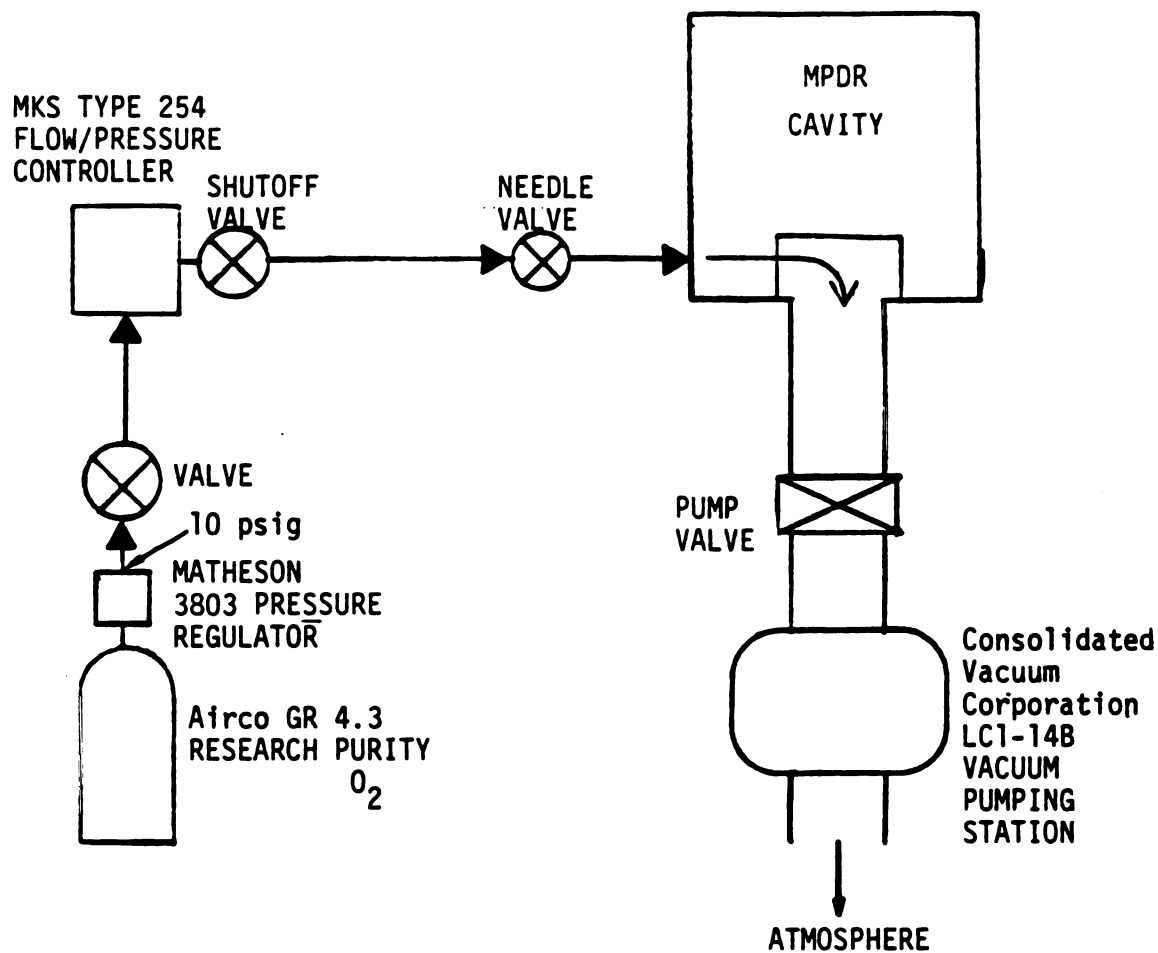 MPDR
CAVITY
MKS TYPE 254
FLOW/PRESSURE
CONTROLLER
SHUTOFF
VALVE
NEEDLE
VALVE
VALVE
10 psig
MATHESON
3803 PRESSURE
REGULATOR
Airco GR 4.3
RESEARCH PURITY
O2
PUMP
VALVE
Consolidated
Vacuum
Corporation
LC1-14B
VACUUM
PUMPING
STATION
ATMOSPHERE